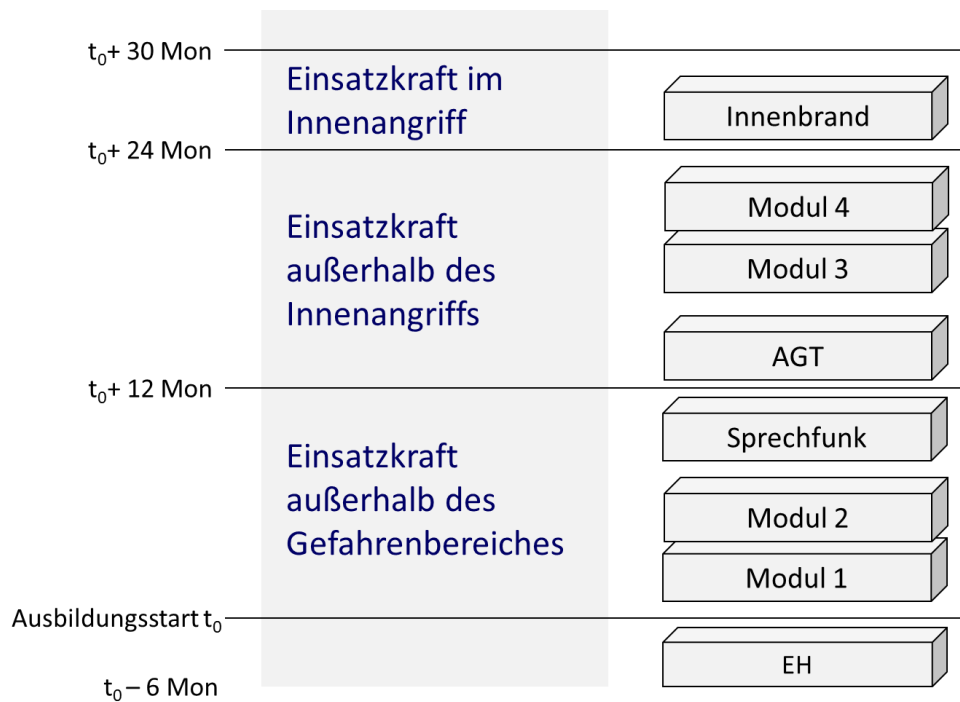 t₀+ 30 Mon
Einsatzkraft im
Innenangriff
Innenbrand
t₀+ 24 Mon
Einsatzkraft
außerhalb des
Innenangriffs
Modul 4
Modul 3
AGT
t₀+ 12 Mon
Sprechfunk
Einsatzkraft
außerhalb des
Gefahrenbereiches
Modul 2
Modul 1
Ausbildungsstart t₀
EH
t₀ – 6 Mon